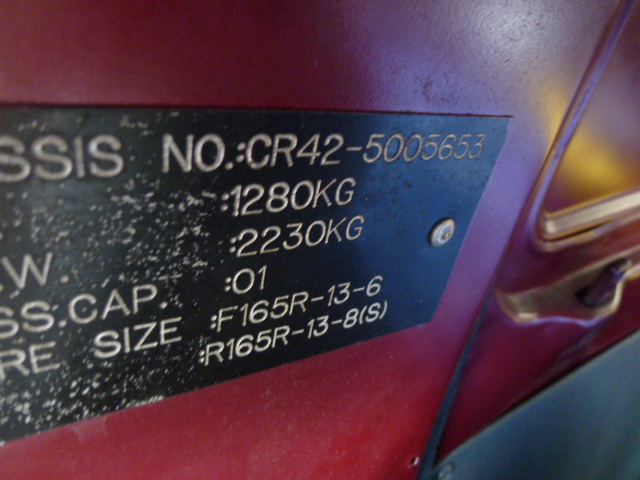 SSIS NO.:CR42-5005653
:1280KG
.W. :2230KG
SS.CAP. :01
RE SIZE :F165R-13-6
:R165R-13-8(S)